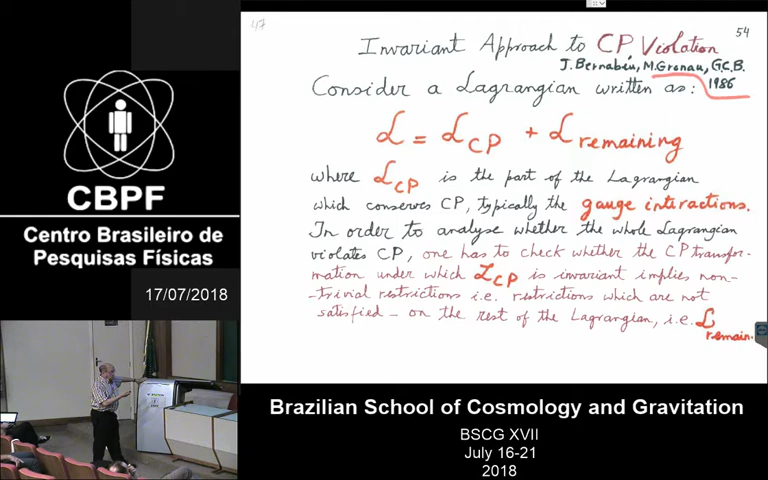 47
54
Invariant Approach to CP Violation
J. Bernabéu, M. Gronau, G.C.B.
1986
Consider a Lagrangian written as:
ℒ = ℒCP + ℒremaining
where ℒCP is the part of the Lagrangian
which conserves CP, typically the gauge interactions.
In order to analyse whether the whole Lagrangian
violates CP, one has to check whether the CP transfor-
mation under which ℒCP is invariant implies non-
-trivial restrictions i.e. restrictions which are not
satisfied - on the rest of the Lagrangian, i.e. ℒ
remain.
CBPF
Centro Brasileiro de
Pesquisas Físicas
17/07/2018
Brazilian School of Cosmology and Gravitation
BSCG XVII
July 16-21
2018